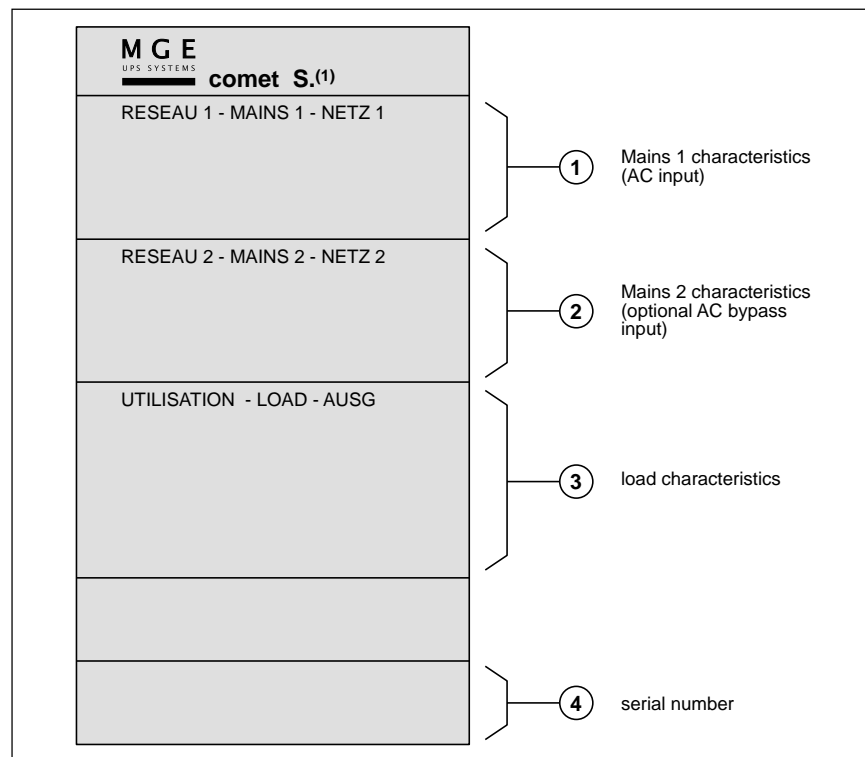 M G E
UPS SYSTEMS
comet S.(1)
RESEAU 1 - MAINS 1 - NETZ 1
1
Mains 1 characteristics
(AC input)
RESEAU 2 - MAINS 2 - NETZ 2
2
Mains 2 characteristics
(optional AC bypass
input)
UTILISATION - LOAD - AUSG
3
load characteristics
4
serial number